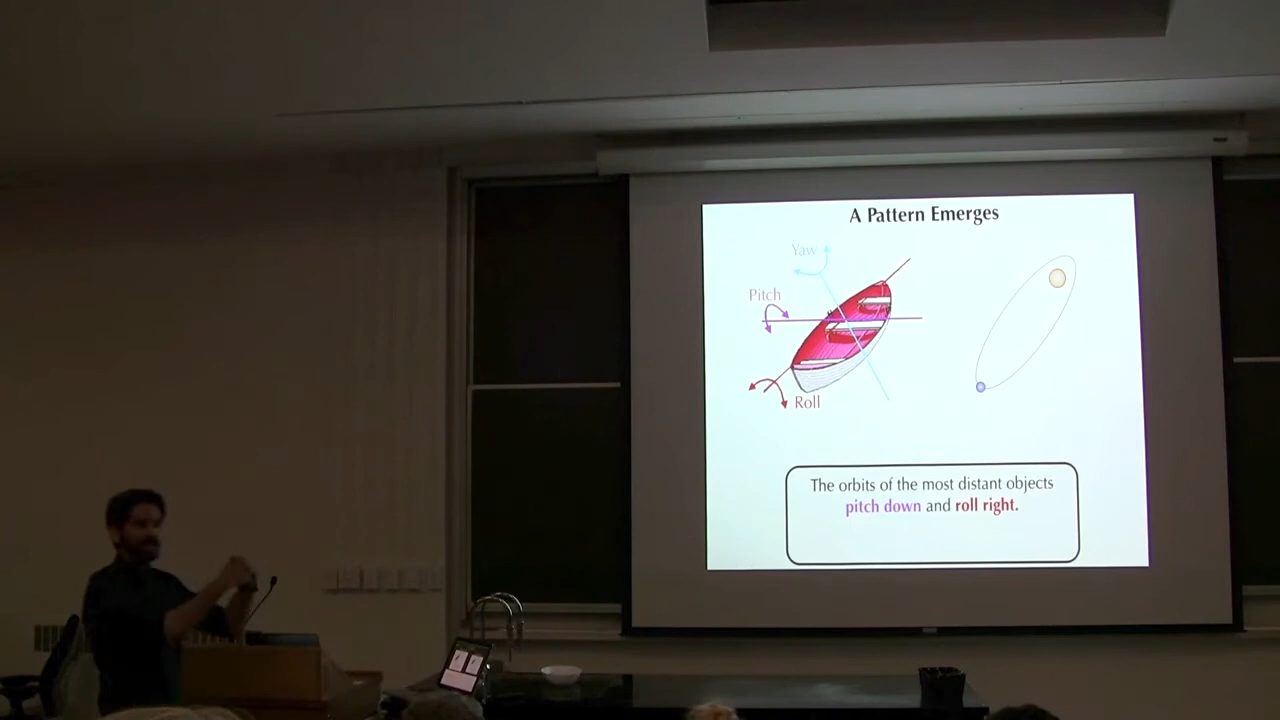 A Pattern Emerges
Yaw
Pitch
Roll
The orbits of the most distant objects
pitch down and roll right.